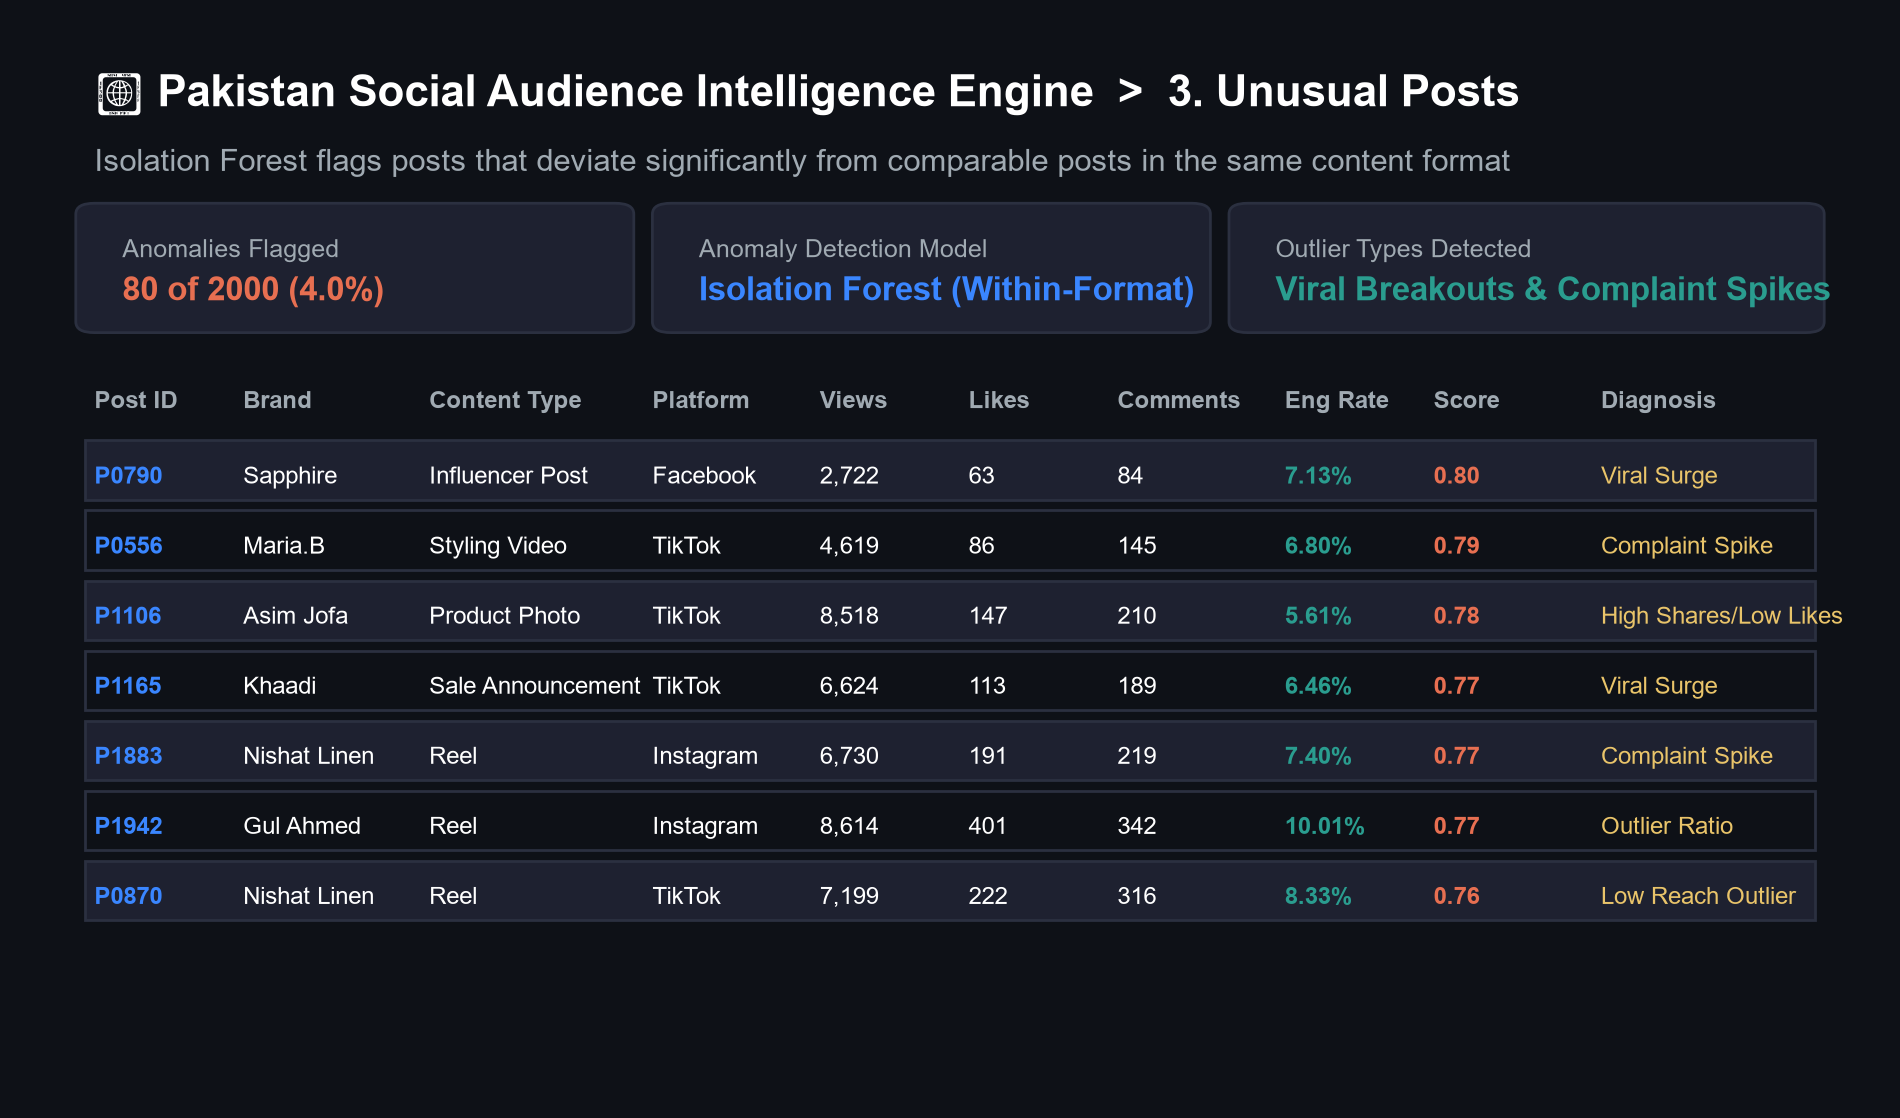 Pakistan Social Audience Intelligence Engine > 3. Unusual Posts
Isolation Forest flags posts that deviate significantly from comparable posts in the same content format
Anomalies Flagged
80 of 2000 (4.0%)
Anomaly Detection Model
Isolation Forest (Within-Format)
Outlier Types Detected
Viral Breakouts & Complaint Spikes
Post ID Brand Content Type Platform Views Likes Comments Eng Rate Score Diagnosis
P0790 Sapphire Influencer Post Facebook 2,722 63 84 7.13% 0.80 Viral Surge
P0556 Maria.B Styling Video TikTok 4,619 86 145 6.80% 0.79 Complaint Spike
P1106 Asim Jofa Product Photo TikTok 8,518 147 210 5.61% 0.78 High Shares/Low Likes
P1165 Khaadi Sale Announcement TikTok 6,624 113 189 6.46% 0.77 Viral Surge
P1883 Nishat Linen Reel Instagram 6,730 191 219 7.40% 0.77 Complaint Spike
P1942 Gul Ahmed Reel Instagram 8,614 401 342 10.01% 0.77 Outlier Ratio
P0870 Nishat Linen Reel TikTok 7,199 222 316 8.33% 0.76 Low Reach Outlier